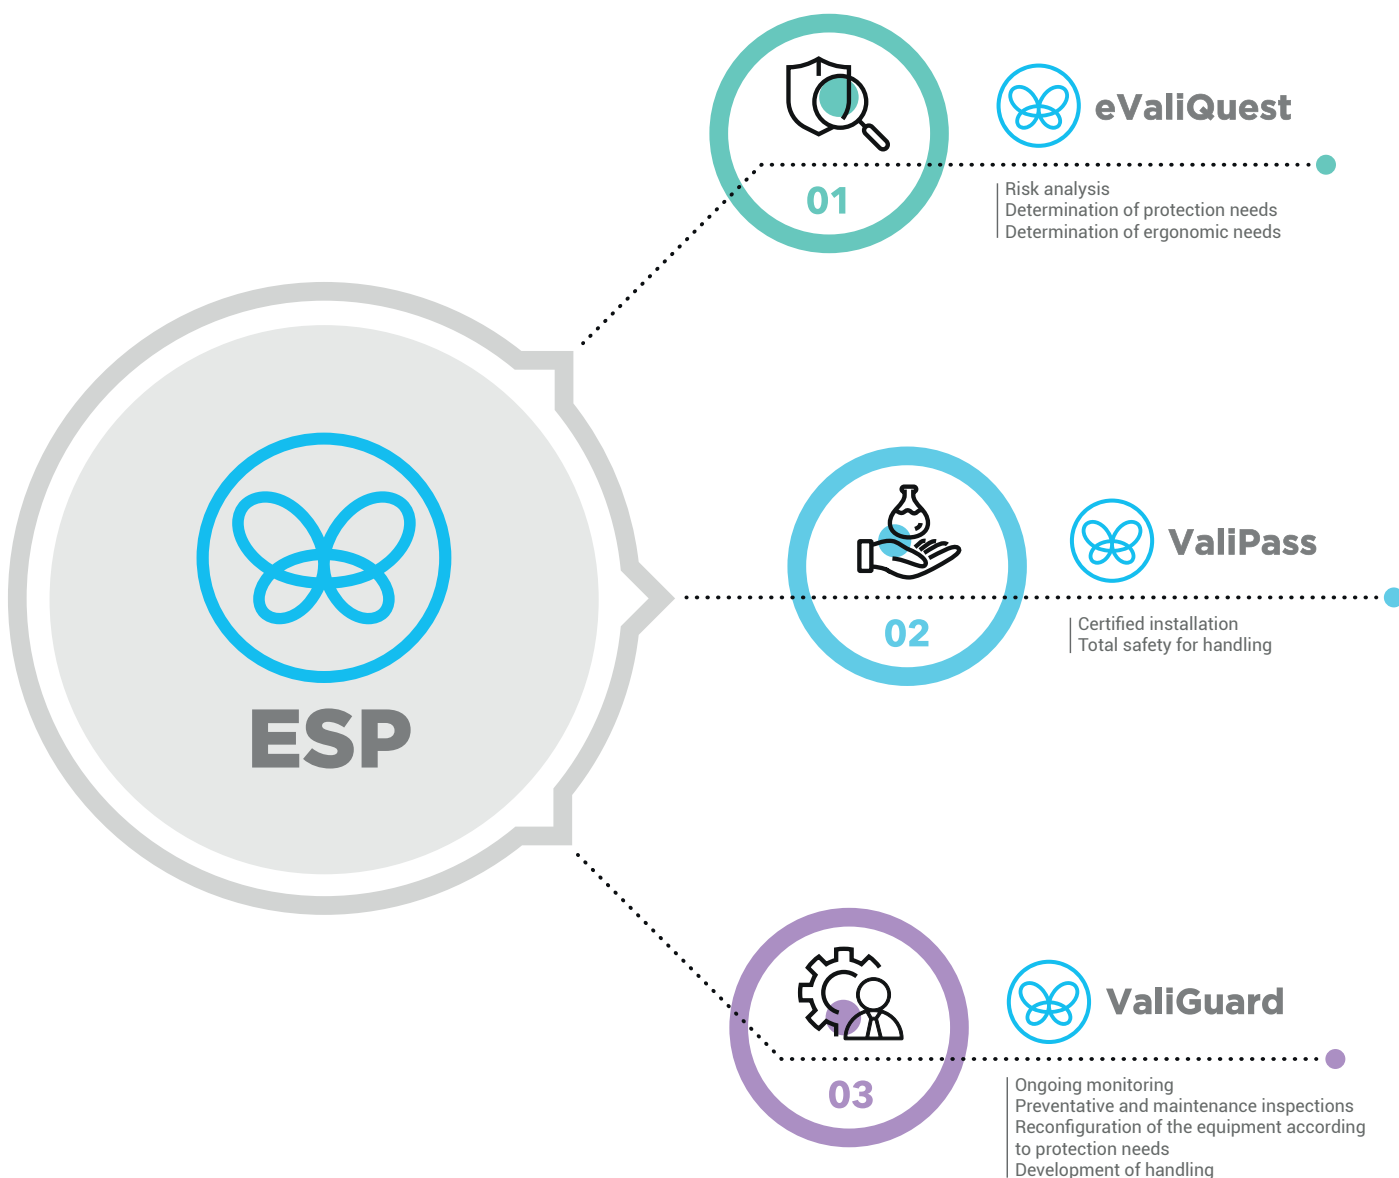 01
eValiQuest
Risk analysis
Determination of protection needs
Determination of ergonomic needs
ESP
02
ValiPass
Certified installation
Total safety for handling
03
ValiGuard
Ongoing monitoring
Preventative and maintenance inspections
Reconfiguration of the equipment according
to protection needs
Development of handling